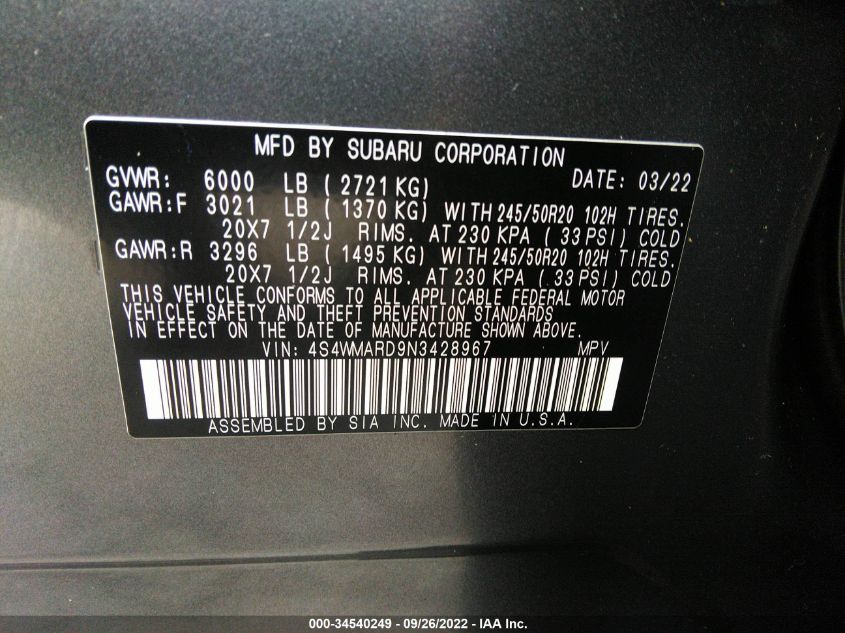 MFD BY SUBARU CORPORATION
GVWR: 6000 LB ( 2721 KG) DATE: 03/22
GAWR:F 3021 LB ( 1370 KG) WITH 245/50R20 102H TIRES.
20X7 1/2J RIMS. AT 230 KPA ( 33 PSI) COLD
GAWR:R 3296 LB ( 1495 KG) WITH 245/50R20 102H TIRES.
20X7 1/2J RIMS. AT 230 KPA ( 33 PSI) COLD
THIS VEHICLE CONFORMS TO ALL APPLICABLE FEDERAL MOTOR
VEHICLE SAFETY AND THEFT PREVENTION STANDARDS
IN EFFECT ON THE DATE OF MANUFACTURE SHOWN ABOVE.
VIN: 4S4WMARD9N3428967 MPV
ASSEMBLED BY SIA INC. MADE IN U.S.A.
000-34540249 - 09/26/2022 - IAA Inc.